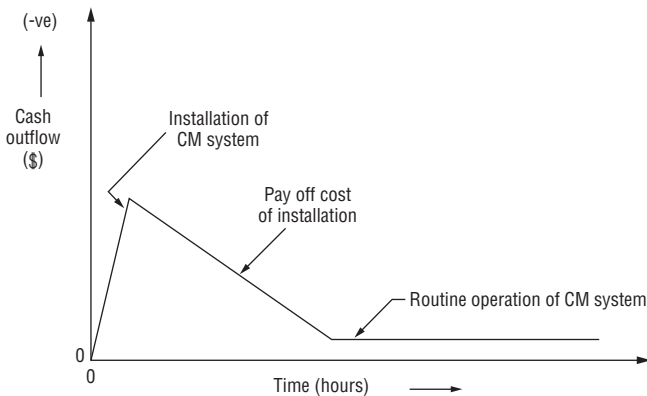 (-ve)
Cash
outflow
($)
Installation of
CM system
Pay off cost
of installation
Routine operation of CM system
0
0
Time (hours)